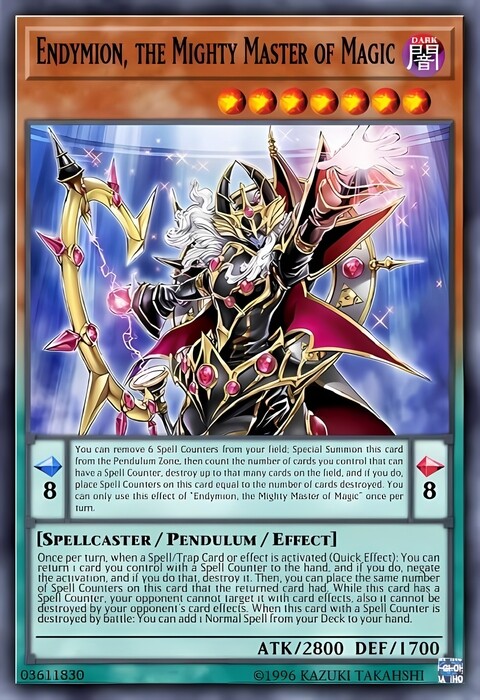 ENDYMION, THE MIGHTY MASTER OF MAGIC
DARK
闇
You can remove 6 Spell Counters from your field; Special Summon this card
from the Pendulum Zone, then count the number of cards you control that can
have a Spell Counter, destroy up to that many cards on the field, and if you do,
place Spell Counters on this card equal to the number of cards destroyed. You
can only use this effect of "Endymion, the Mighty Master of Magic" once per
turn.
8
8
[SPELLCASTER / PENDULUM / EFFECT]
Once per turn, when a Spell/Trap Card or effect is activated (Quick Effect): You can
return 1 card you control with a Spell Counter to the hand, and if you do, negate
the activation, and if you do that, destroy it. Then, you can place the same number
of Spell Counters on this card that the returned card had. While this card has a
Spell Counter, your opponent cannot target it with card effects, also it cannot be
destroyed by your opponent's card effects. When this card with a Spell Counter is
destroyed by battle: You can add 1 Normal Spell from your Deck to your hand.
ATK/2800 DEF/1700
03611830
©1996 KAZUKI TAKAHSHI